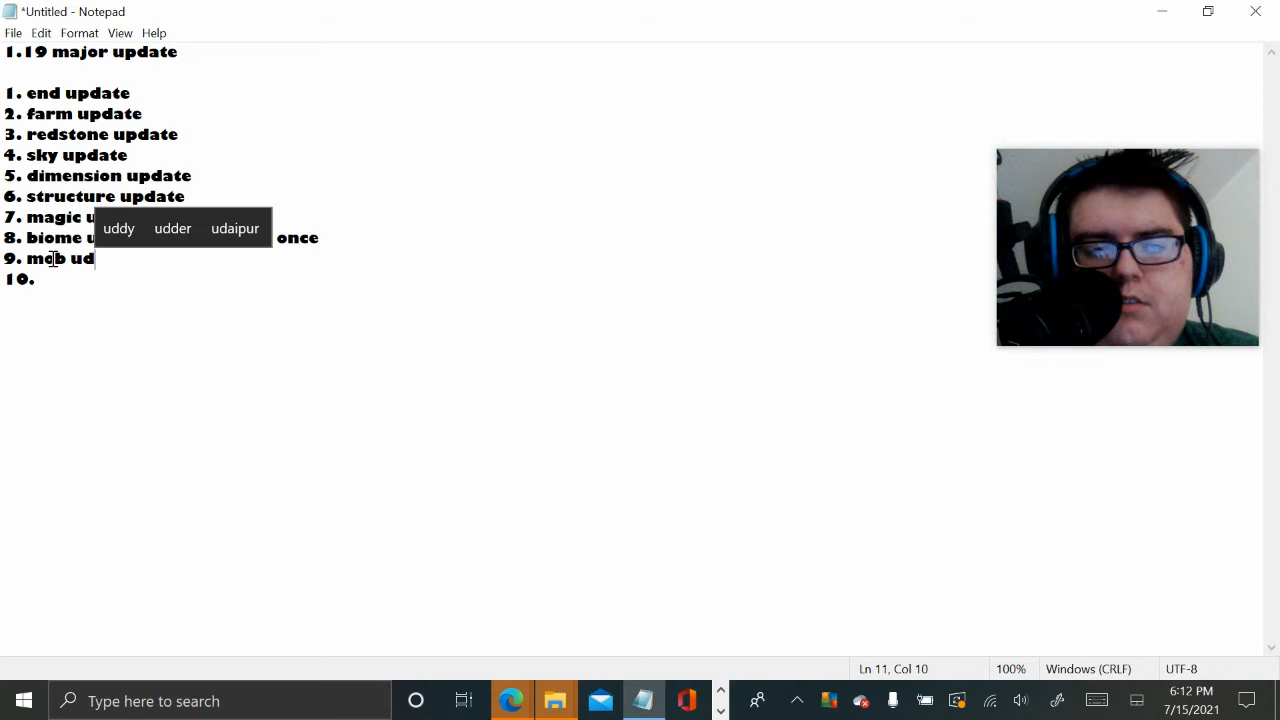 *Untitled - Notepad
File Edit Format View Help
1.19 major update
1. end update
2. farm update
3. redstone update
4. sky update
5. dimension update
6. structure update
7. magic u
uddy udder udaipur
8. biome u once
9. mob ud
10.
Ln 11, Col 10 100% Windows (CRLF) UTF-8
Type here to search
6:12 PM
7/15/2021